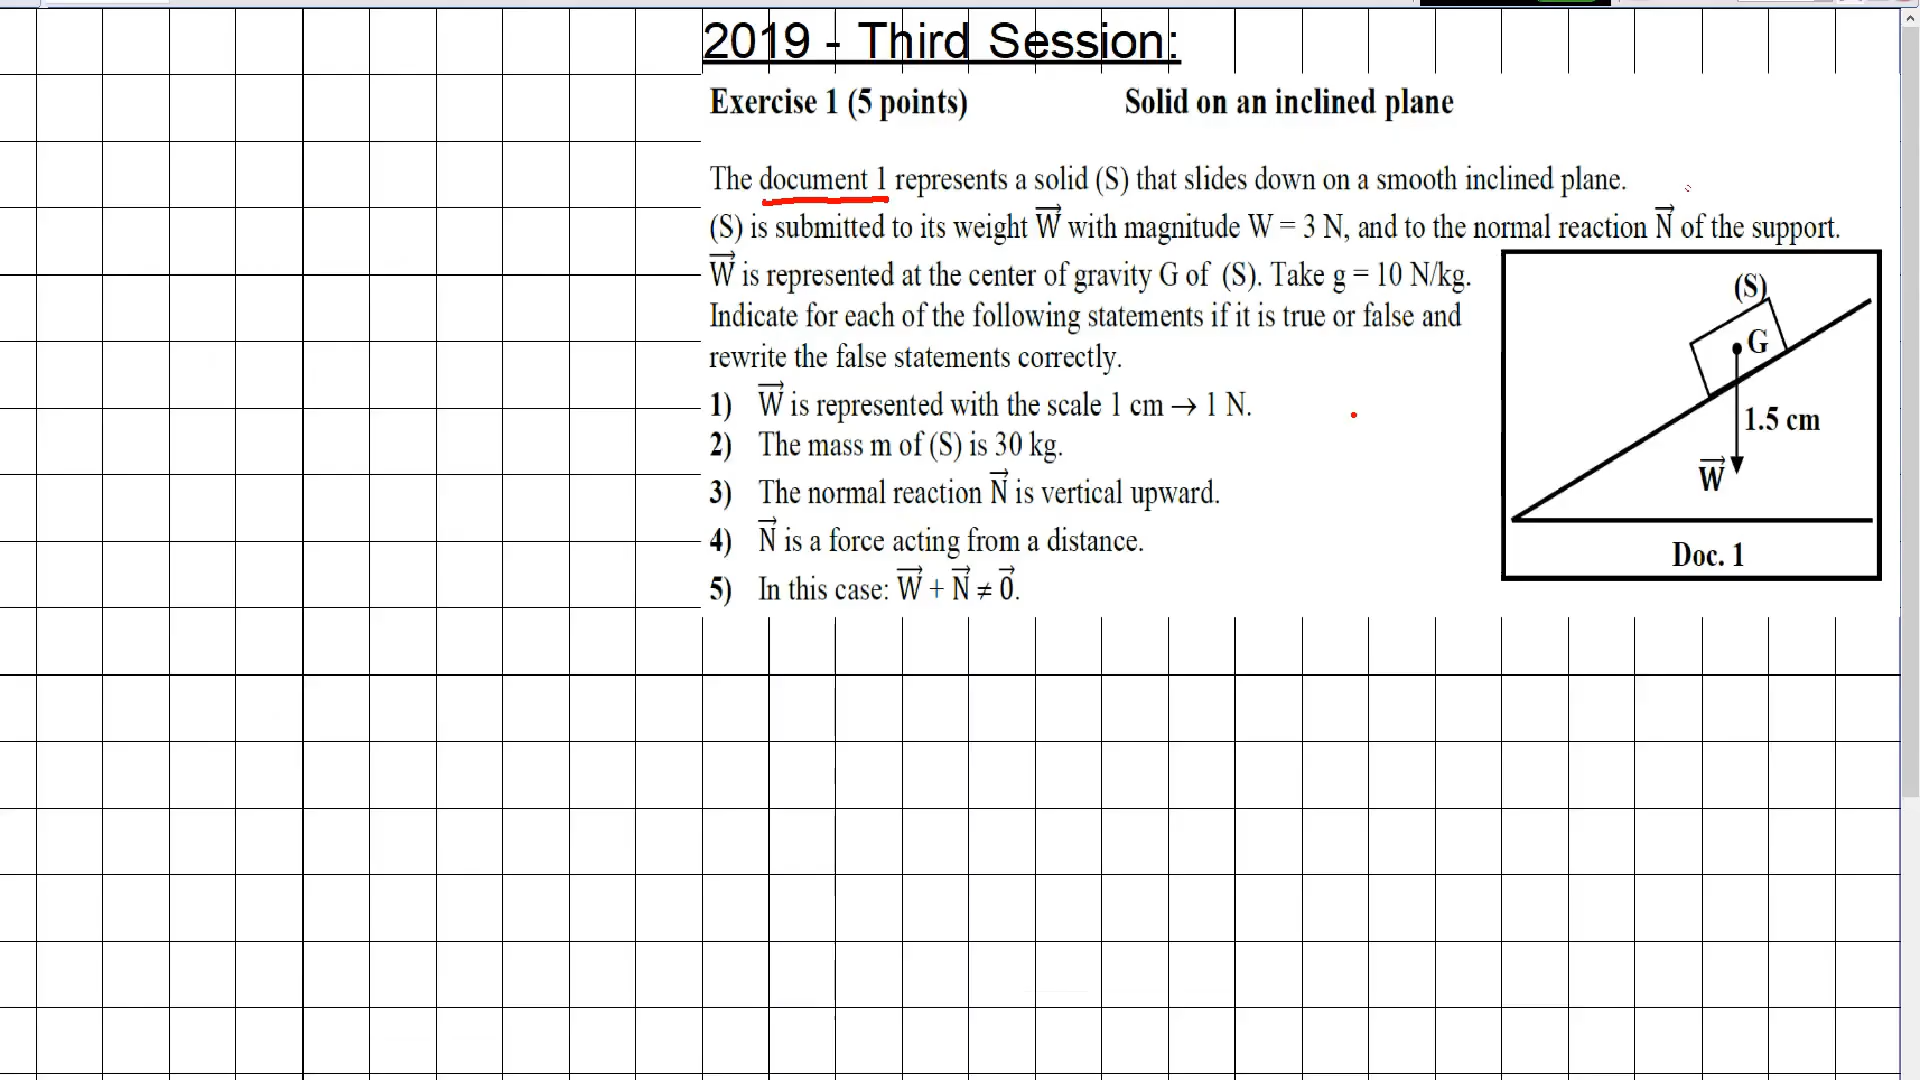 2019 - Third Session:
Exercise 1 (5 points) Solid on an inclined plane
The document 1 represents a solid (S) that slides down on a smooth inclined plane.
(S) is submitted to its weight W⃗ with magnitude W = 3 N, and to the normal reaction N⃗ of the support.
W⃗ is represented at the center of gravity G of (S). Take g = 10 N/kg.
Indicate for each of the following statements if it is true or false and
rewrite the false statements correctly.
1) W⃗ is represented with the scale 1 cm → 1 N.
2) The mass m of (S) is 30 kg.
3) The normal reaction N⃗ is vertical upward.
4) N⃗ is a force acting from a distance.
5) In this case: W⃗ + N⃗ ≠ 0⃗.
(S)
G
1.5 cm
W⃗
Doc. 1